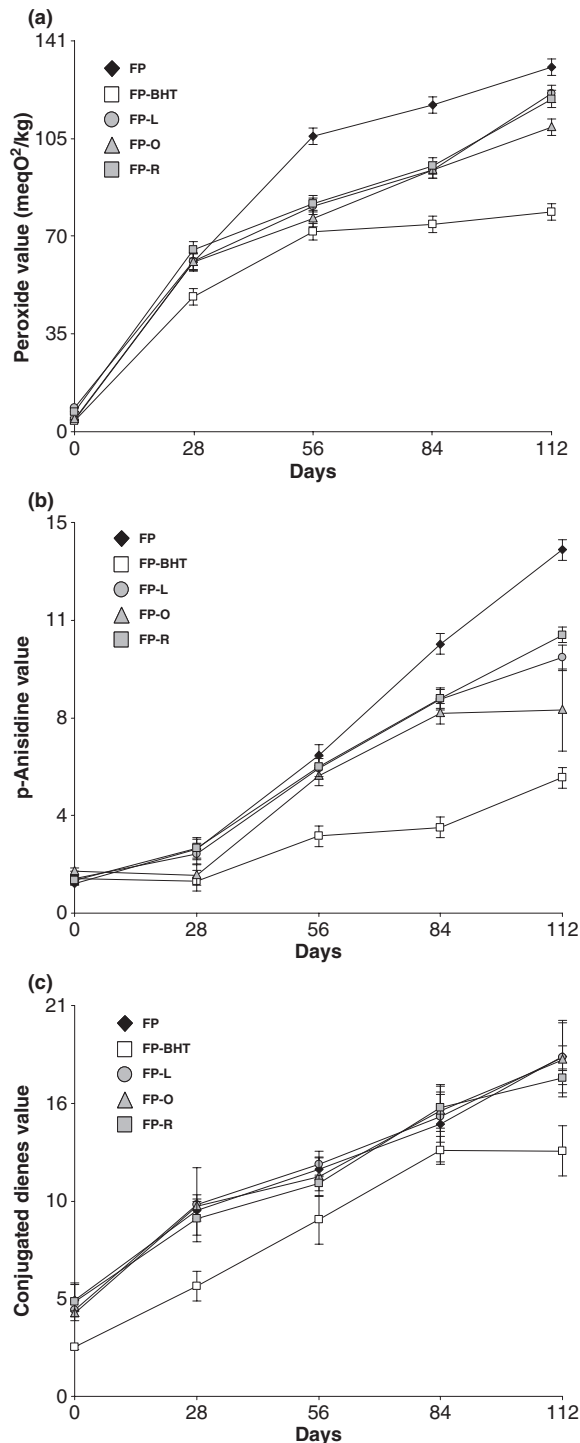 (a)
141
105
70
35
0
Peroxide value (meqO²/kg)
FP
FP-BHT
FP-L
FP-O
FP-R
0 28 56 84 112
Days
(b)
15
11
8
4
0
p-Anisidine value
FP
FP-BHT
FP-L
FP-O
FP-R
0 28 56 84 112
Days
(c)
21
16
10
5
0
Conjugated dienes value
FP
FP-BHT
FP-L
FP-O
FP-R
0 28 56 84 112
Days